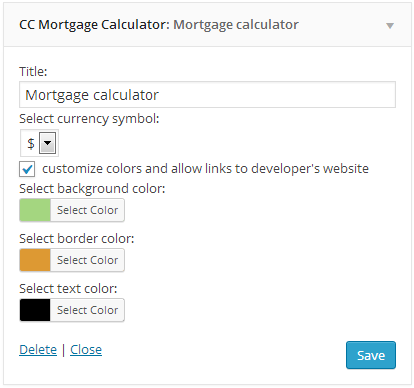 CC Mortgage Calculator: Mortgage calculator
Title:
Mortgage calculator
Select currency symbol:
$
customize colors and allow links to developer's website
Select background color:
Select Color
Select border color:
Select Color
Select text color:
Select Color
Delete | Close
Save